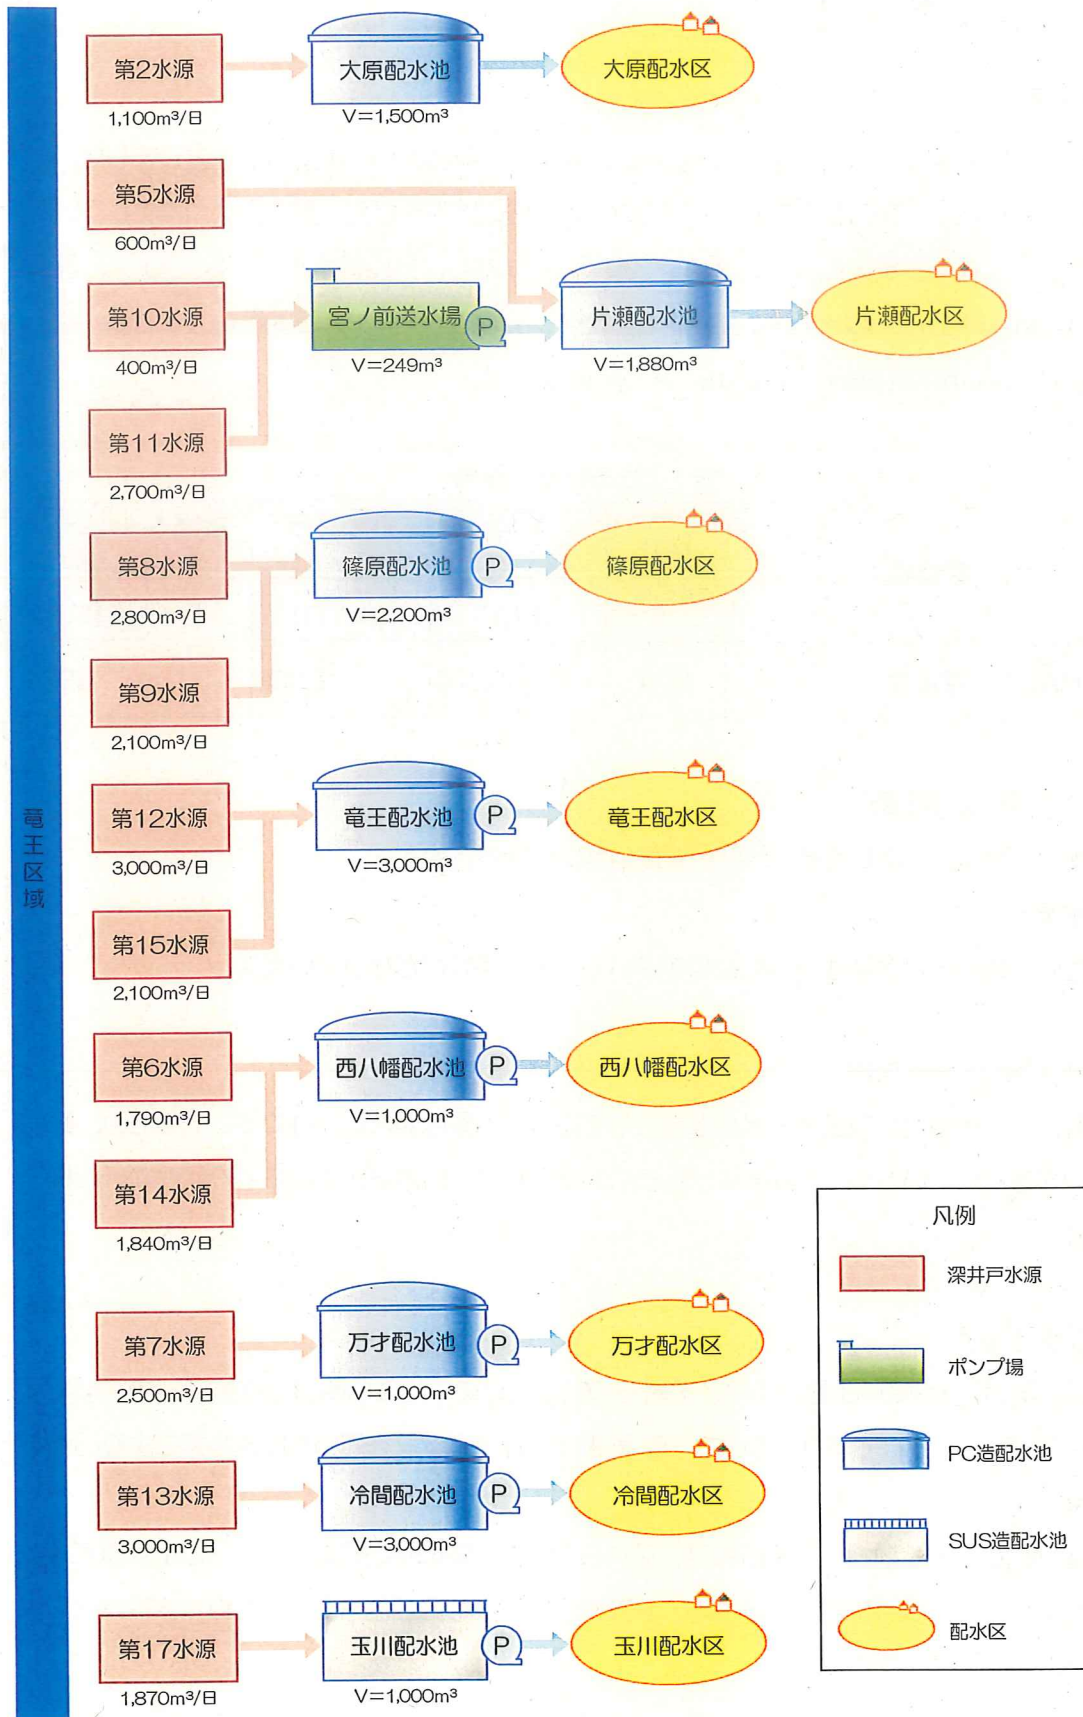 竜王区域
第2水源
1,100m³/日
大原配水池
V=1,500m³
大原配水区
第5水源
600m³/日
第10水源
400m³/日
宮ノ前送水場
P
V=249m³
片瀬配水池
V=1,880m³
片瀬配水区
第11水源
2,700m³/日
第8水源
2,800m³/日
篠原配水池
P
V=2,200m³
篠原配水区
第9水源
2,100m³/日
第12水源
3,000m³/日
竜王配水池
P
V=3,000m³
竜王配水区
第15水源
2,100m³/日
第6水源
1,790m³/日
西八幡配水池
P
V=1,000m³
西八幡配水区
第14水源
1,840m³/日
第7水源
2,500m³/日
万才配水池
P
V=1,000m³
万才配水区
第13水源
3,000m³/日
冷間配水池
P
V=3,000m³
冷間配水区
第17水源
1,870m³/日
玉川配水池
P
V=1,000m³
玉川配水区
凡例
深井戸水源
ポンプ場
PC造配水池
SUS造配水池
配水区